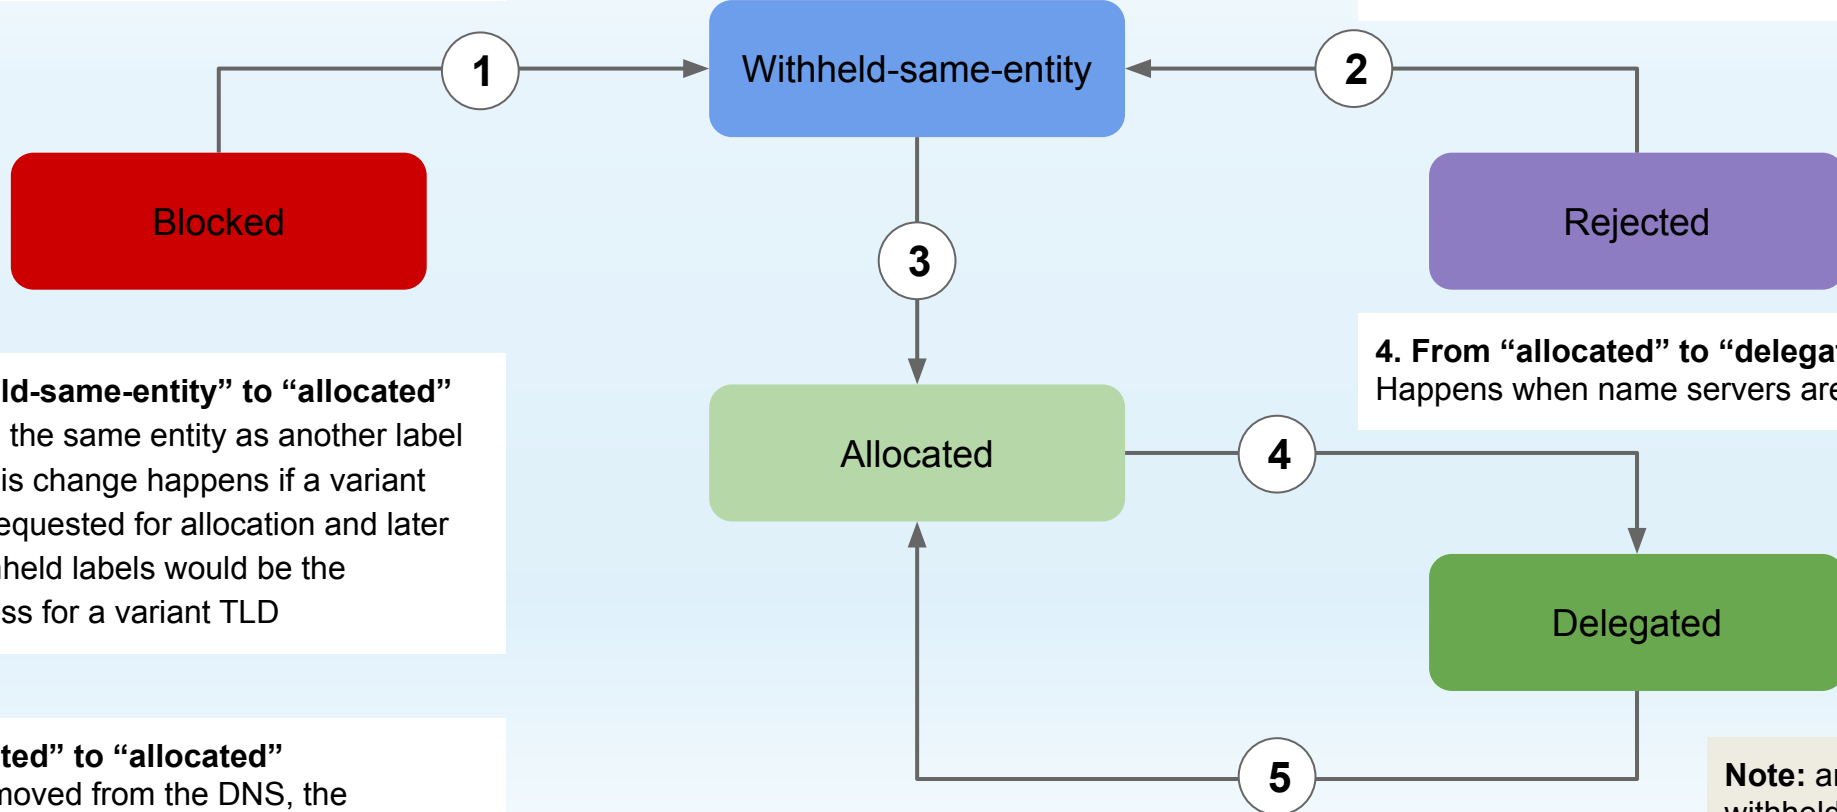 1
Withheld-same-entity
2
Blocked
Rejected
3
4. From “allocated” to “delega
Happens when name servers are
ld-same-entity” to “allocated”
the same entity as another label
is change happens if a variant
equested for allocation and later
held labels would be the
ss for a variant TLD
Allocated
4
Delegated
ted” to “allocated”
moved from the DNS, the
5
Note: a
withheld